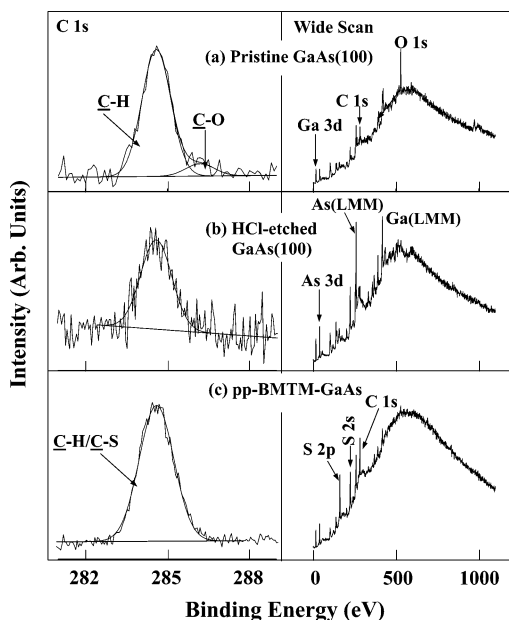 C 1s
Wide Scan
O 1s
(a) Pristine GaAs(100)
C-H
C-O
C 1s
Ga 3d
As(LMM)
Ga(LMM)
(b) HCl-etched
GaAs(100)
As 3d
(c) pp-BMTM-GaAs
C 1s
S 2s
S 2p
C-H/C-S
282
285
288
0
500
1000
Binding Energy (eV)
Intensity (Arb. Units)